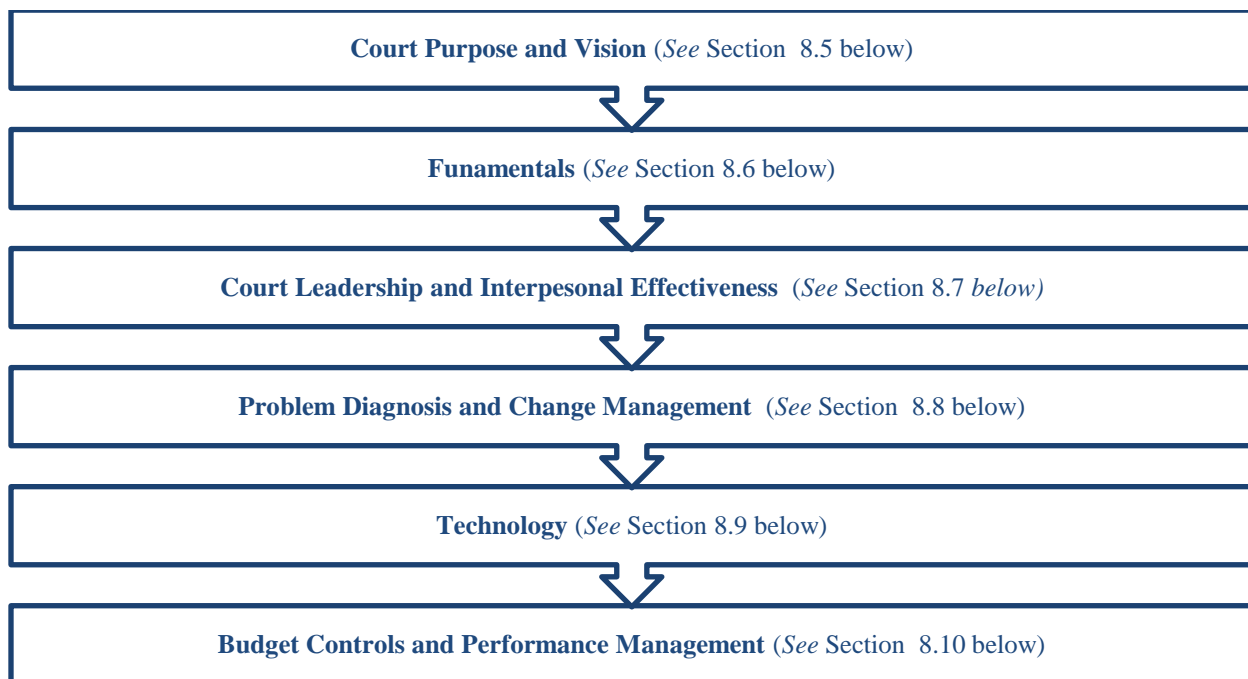 Court Purpose and Vision (See Section 8.5 below)
Funamentals (See Section 8.6 below)
Court Leadership and Interpesonal Effectiveness (See Section 8.7 below)
Problem Diagnosis and Change Management (See Section 8.8 below)
Technology (See Section 8.9 below)
Budget Controls and Performance Management (See Section 8.10 below)